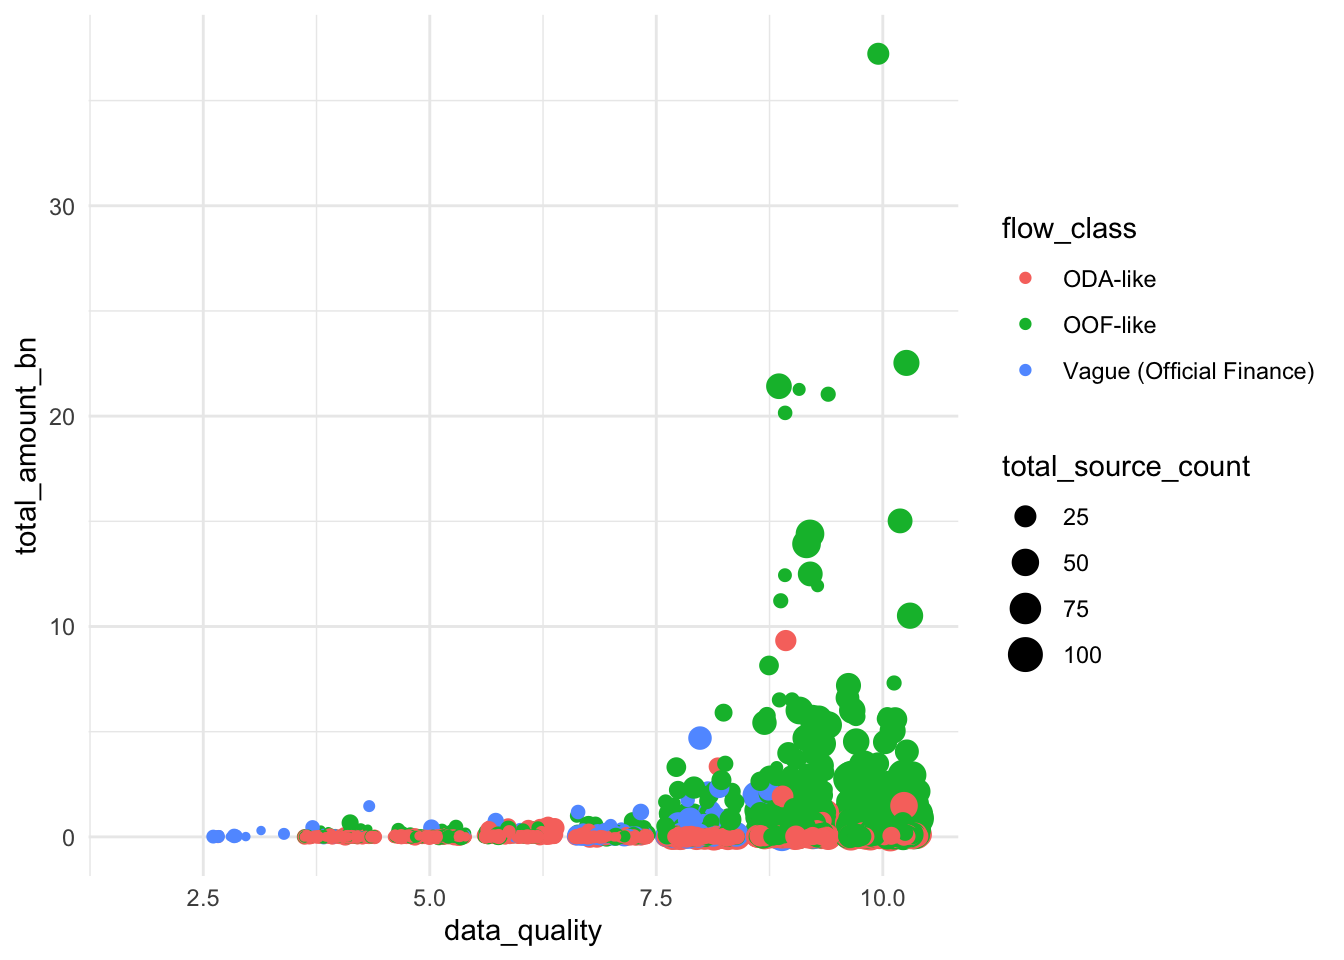 30
20
10
0
total_amount_bn
2.5 5.0 7.5 10.0
data_quality
flow_class
ODA-like
OOF-like
Vague (Official Finance)
total_source_count
25
50
75
100